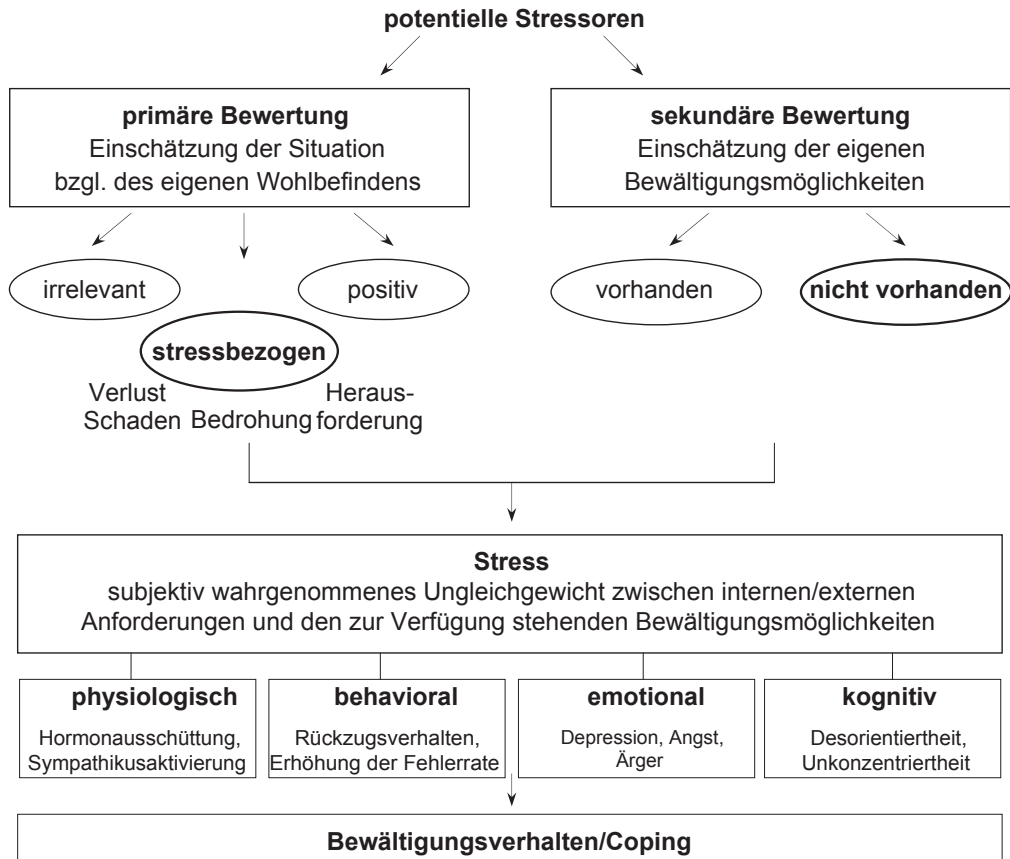 potentielle Stressoren
primäre Bewertung
Einschätzung der Situation
bzgl. des eigenen Wohlbefindens
sekundäre Bewertung
Einschätzung der eigenen
Bewältigungsmöglichkeiten
irrelevant
positiv
stressbezogen
Verlust
Schaden
Bedrohung
Heraus-
forderung
vorhanden
nicht vorhanden
Stress
subjektiv wahrgenommenes Ungleichgewicht zwischen internen/externen
Anforderungen und den zur Verfügung stehenden Bewältigungsmöglichkeiten
physiologisch
Hormonausschüttung,
Sympathikusaktivierung
behavioral
Rückzugsverhalten,
Erhöhung der Fehlerrate
emotional
Depression, Angst,
Ärger
kognitiv
Desorientiertheit,
Unkonzentriertheit
Bewältigungsverhalten/Coping